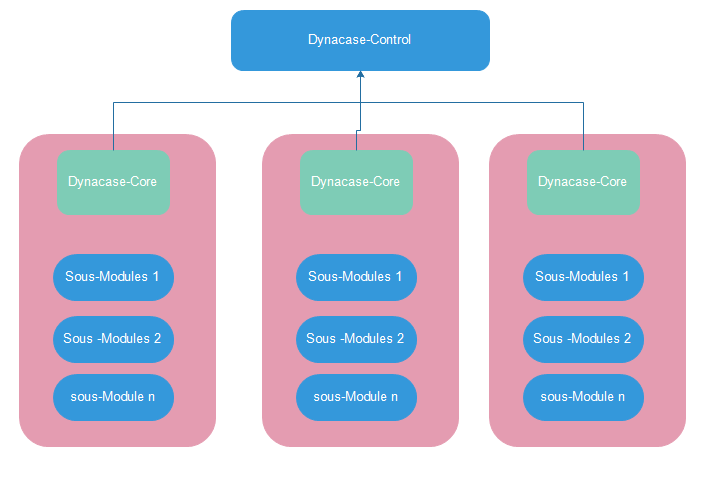 Dynacase-Control
Dynacase-Core
Dynacase-Core
Dynacase-Core
Sous-Modules 1
Sous-Modules 1
Sous-Modules 1
Sous -Modules 2
Sous -Modules 2
Sous -Modules 2
sous-Module n
sous-Module n
sous-Module n